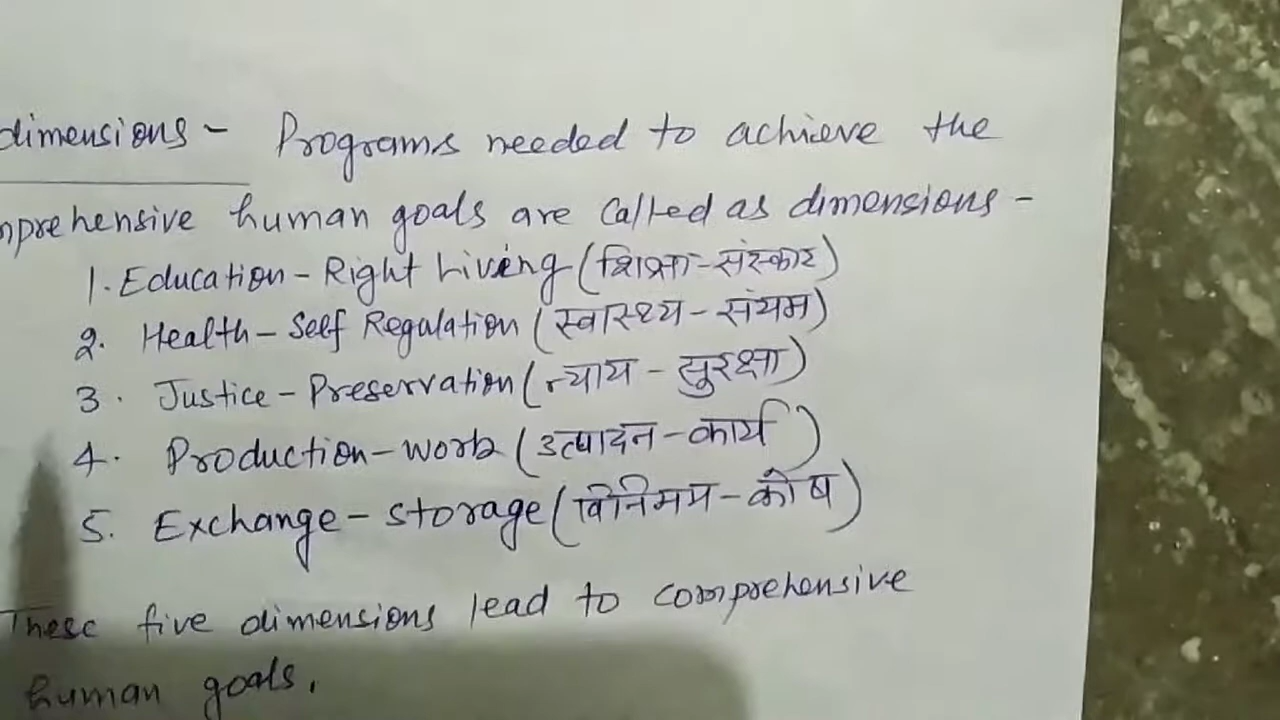 dimensions - Programs needed to achieve the
mprehensive human goals are called as dimensions -
1. Education - Right Living (शिक्षा - संस्कार)
2. Health - Self Regulation (स्वास्थ्य - संयम)
3. Justice - Preservation (न्याय - सुरक्षा)
4. Production - work (उत्पादन - कार्य)
5. Exchange - storage (विनिमय - कोष)
These five dimensions lead to comprehensive
human goals.